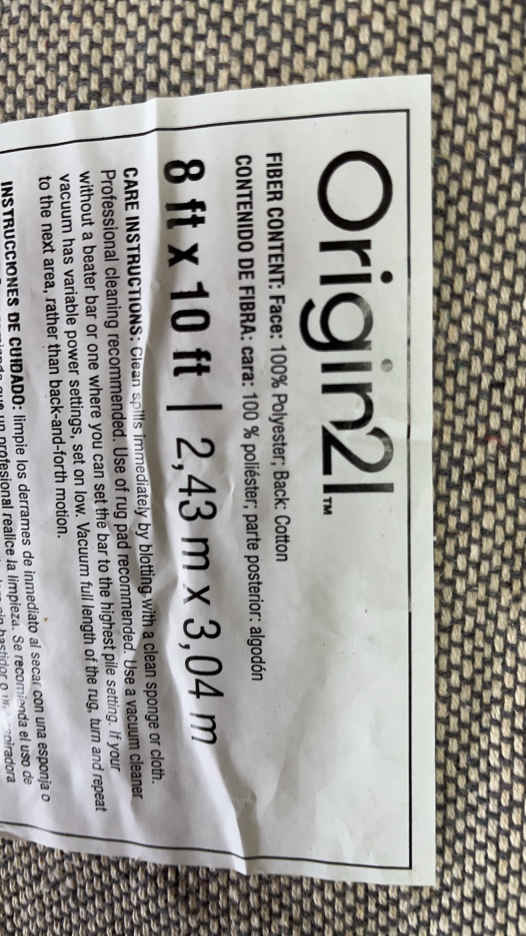 Origin21™
FIBER CONTENT: Face: 100% Polyester; Back: Cotton
CONTENIDO DE FIBRA: cara: 100 % poliéster; parte posterior: algodón
8 ft x 10 ft | 2,43 m x 3,04 m
CARE INSTRUCTIONS: Clean spills immediately by blotting with a clean sponge or cloth.
Professional cleaning recommended. Use of rug pad recommended. Use a vacuum cleaner
without a beater bar or one where you can set the bar to the highest pile setting. If your
vacuum has variable power settings, set on low. Vacuum full length of the rug, turn and repeat
to the next area, rather than back-and-forth motion.
INSTRUCCIONES DE CUIDADO: limpie los derrames de inmediato al secar con una esponja o
que un profesional realice la limpieza. Se recomienda el uso de